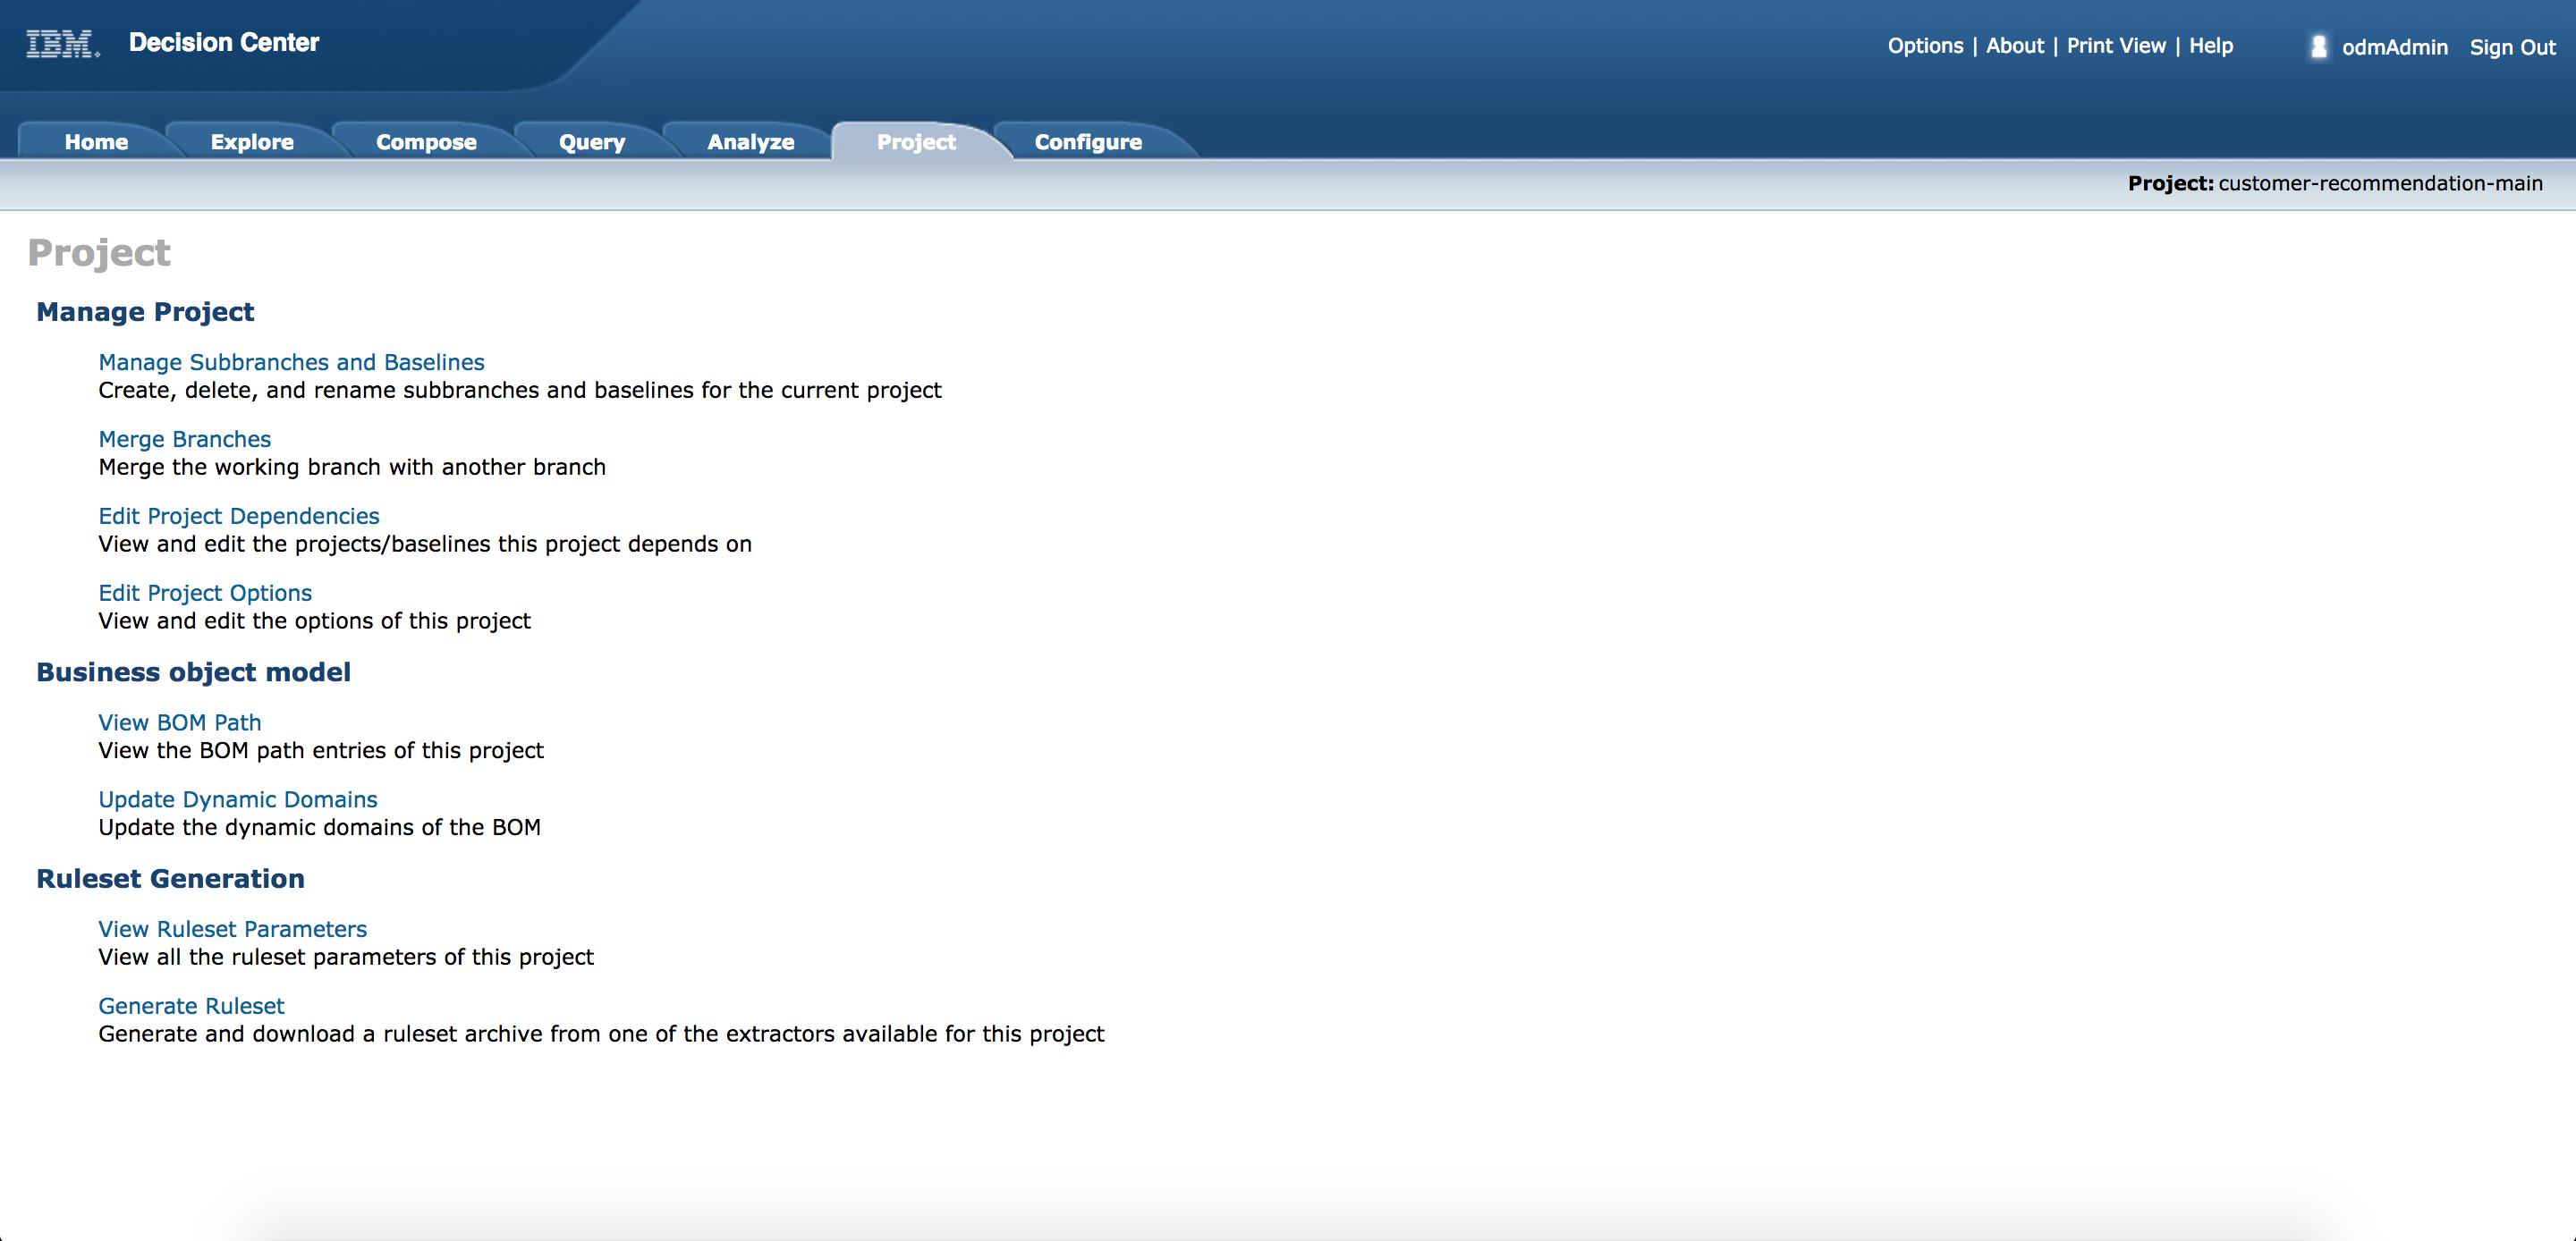 IBM. Decision Center
Options | About | Print View | Help odmAdmin Sign Out
Home Explore Compose Query Analyze Project Configure
Project: customer-recommendation-main
Project
Manage Project
Manage Subbranches and Baselines
Create, delete, and rename subbranches and baselines for the current project
Merge Branches
Merge the working branch with another branch
Edit Project Dependencies
View and edit the projects/baselines this project depends on
Edit Project Options
View and edit the options of this project
Business object model
View BOM Path
View the BOM path entries of this project
Update Dynamic Domains
Update the dynamic domains of the BOM
Ruleset Generation
View Ruleset Parameters
View all the ruleset parameters of this project
Generate Ruleset
Generate and download a ruleset archive from one of the extractors available for this project